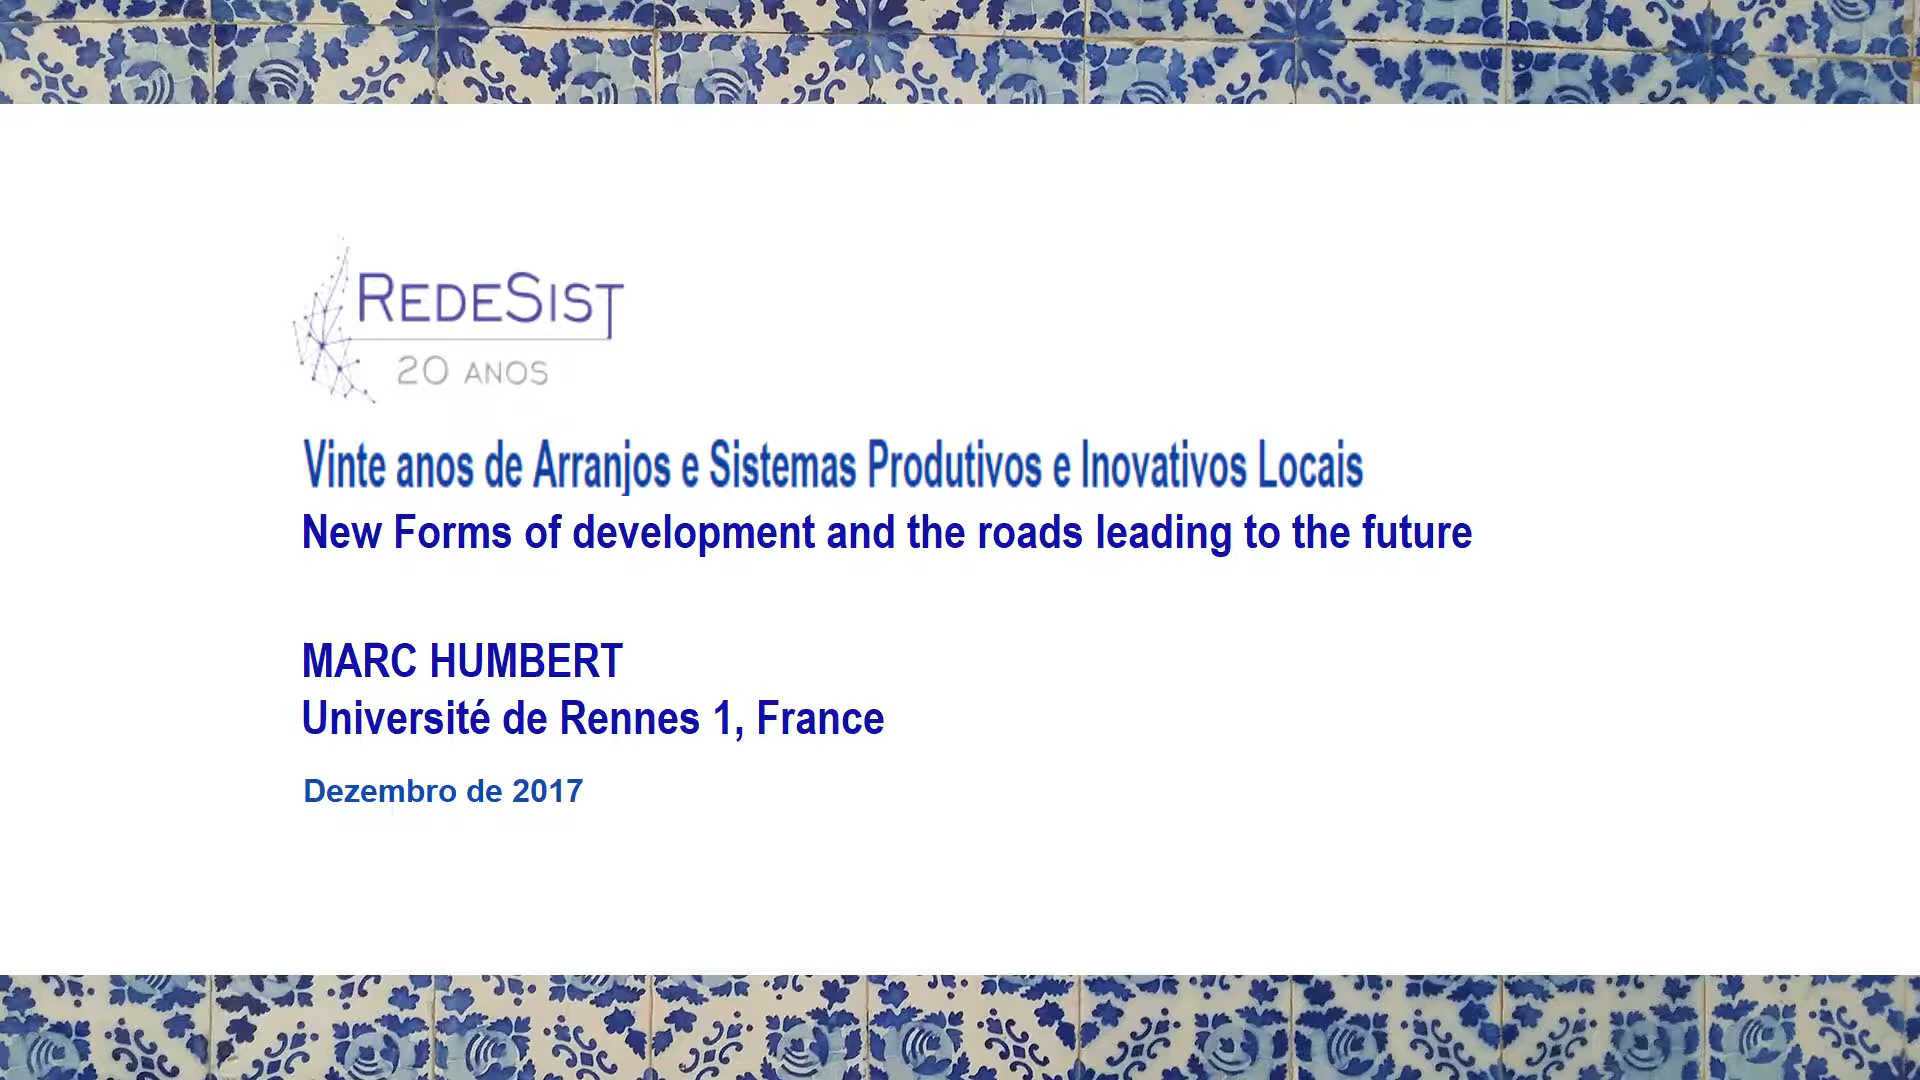 REDESIST
20 ANOS
Vinte anos de Arranjos e Sistemas Produtivos e Inovativos Locais
New Forms of development and the roads leading to the future
MARC HUMBERT
Université de Rennes 1, France
Dezembro de 2017